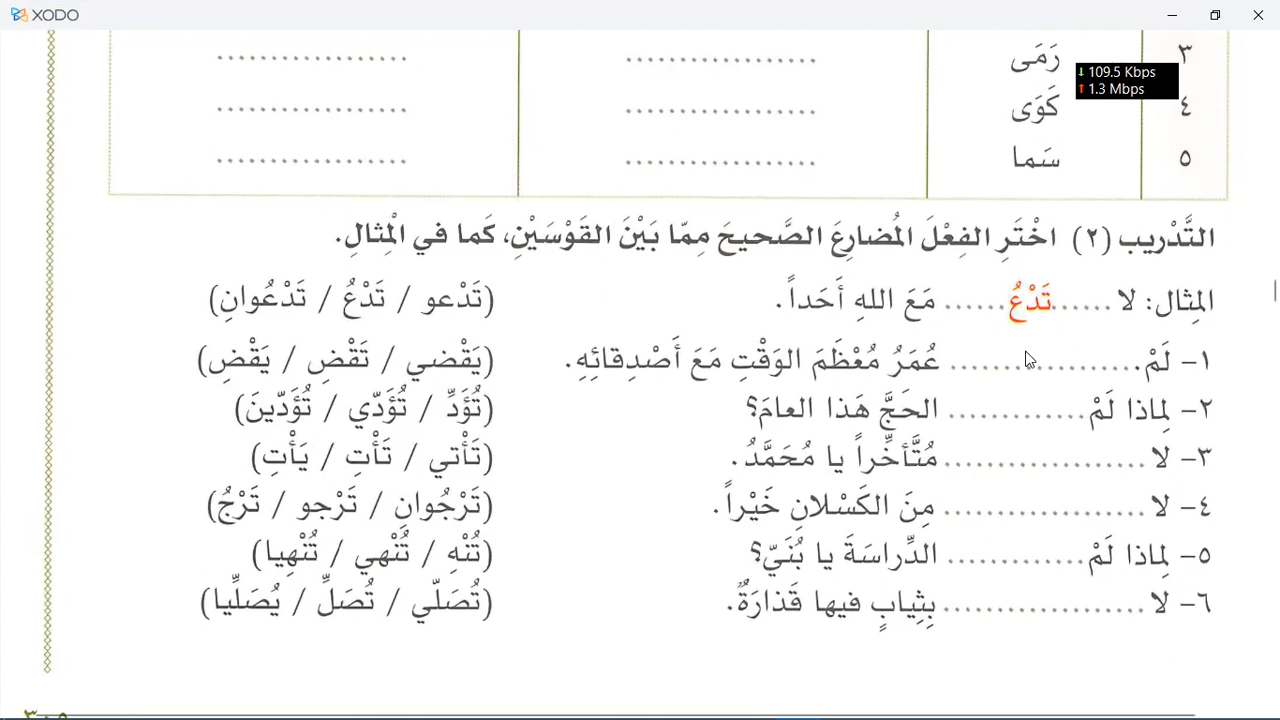 XODO
٣ رَمَى ................. .................
↓ 109.5 Kbps
↑ 1.3 Mbps
٤ كَوَى ................. .................
٥ سَما ................. .................
التَّدْريب (٢) اخْتَرِ الفِعْلَ المُضارِعَ الصَّحيحَ مِمّا بَيْنَ القَوْسَيْنِ، كَما في الْمِثالِ.
المِثال: لا ......تَدْعُ...... مَعَ اللهِ أَحَداً. (تَدْعو / تَدْعُ / تَدْعُوانِ)
١- لَمْ .................. عُمَرُ مُعْظَمَ الوَقْتِ مَعَ أَصْدِقائِهِ. (يَقْضي / تَقْضِ / يَقْضِ)
٢- لِماذا لَمْ ............. الحَجَّ هَذا العامَ؟ (تُؤَدِّ / تُؤَدّي / تُؤَدّينَ)
٣- لا .................... مُتَّأخِّراً يا مُحَمَّدُ. (تَأْتي / تَأْتِ / يَأْتِ)
٤- لا .................... مِنَ الكَسْلانِ خَيْراً. (تَرْجُوانِ / تَرْجو / تَرْجُ)
٥- لِماذا لَمْ ............. الدِّراسَةَ يا بُنَيّ؟ (تُنْهِ / تُنْهي / تُنْهِيا)
٦- لا .................... بِثِيابٍ فيها قَذارَةٌ. (تُصَلّي / تُصَلِّ / يُصَلِّيا)